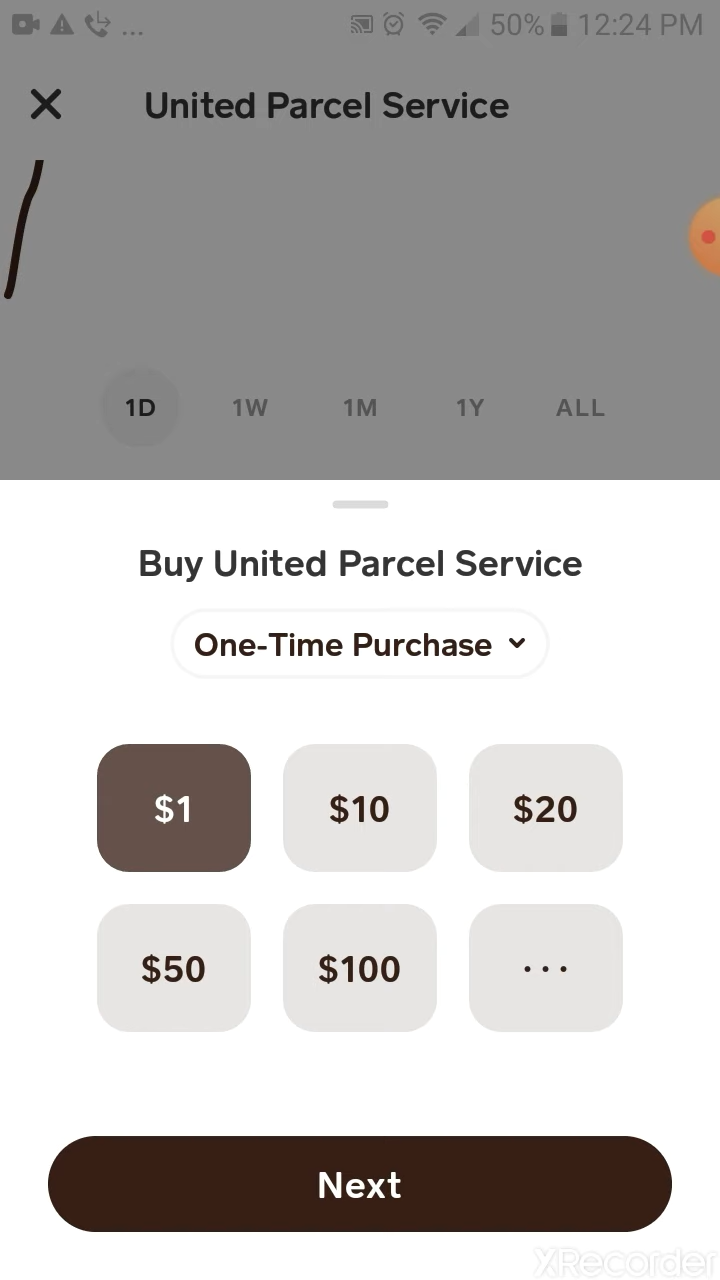 ... 50% 12:24 PM
United Parcel Service
1D 1W 1M 1Y ALL
Buy United Parcel Service
One-Time Purchase
$1 $10 $20
$50 $100 ...
Next
XRecorder